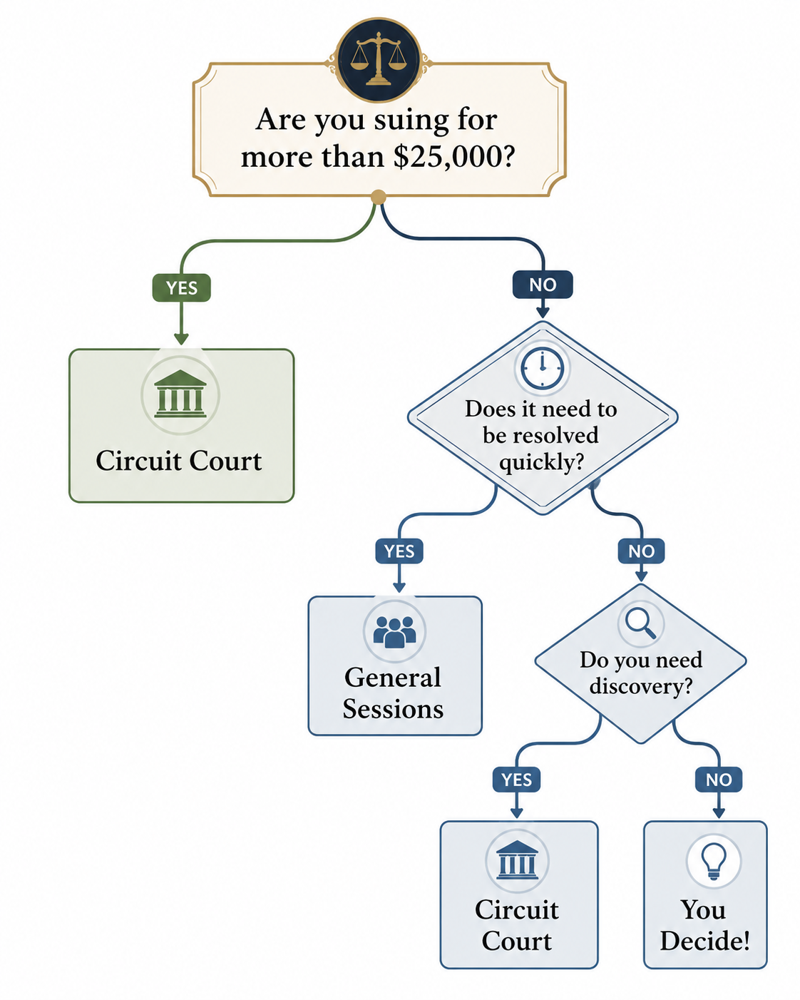 Are you suing for
more than $25,000?
YES
NO
Circuit Court
Does it need to
be resolved
quickly?
YES
NO
General
Sessions
Do you need
discovery?
YES
NO
Circuit
Court
You
Decide!